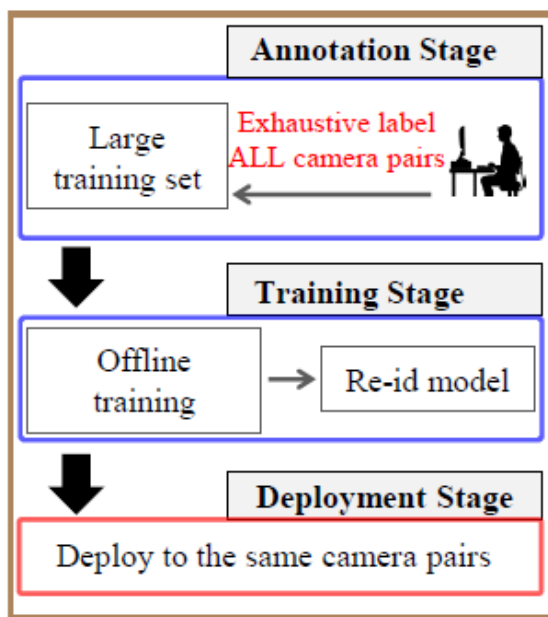 Annotation Stage
Large
training set
Exhaustive label
ALL camera pairs
Training Stage
Offline
training
Re-id model
Deployment Stage
Deploy to the same camera pairs